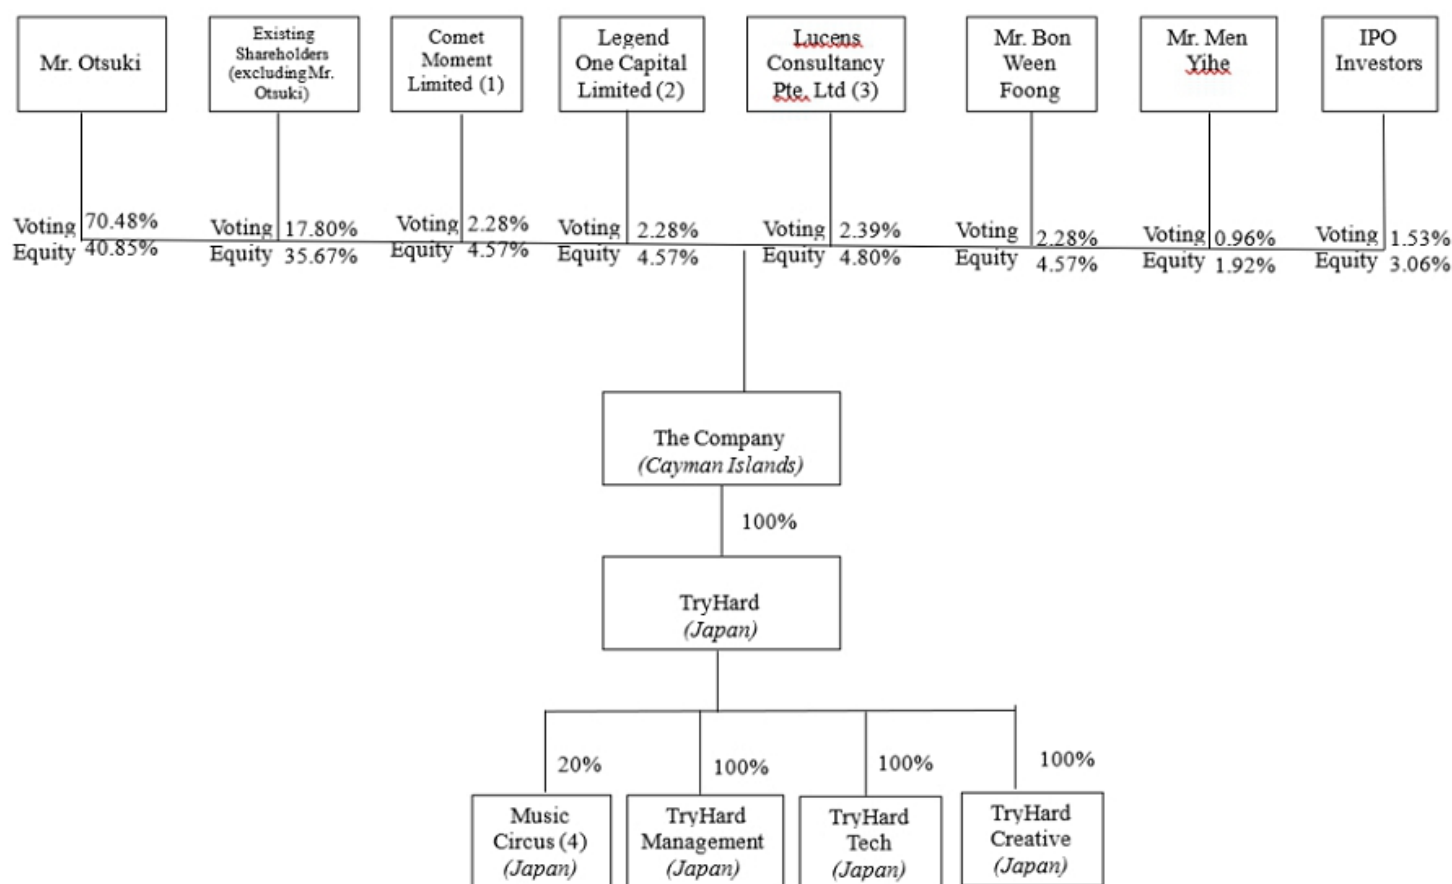 Mr. Otsuki
Existing
Shareholders
(excluding Mr.
Otsuki)
Comet
Moment
Limited (1)
Legend
One Capital
Limited (2)
Lucens
Consultancy
Pte. Ltd (3)
Mr. Bon
Ween
Foong
Mr. Men
Yihe
IPO
Investors
Voting 70.48%
Equity 40.85%
Voting 17.80%
Equity 35.67%
Voting 2.28%
Equity 4.57%
Voting 2.28%
Equity 4.57%
Voting 2.39%
Equity 4.80%
Voting 2.28%
Equity 4.57%
Voting 0.96%
Equity 1.92%
Voting 1.53%
Equity 3.06%
The Company
(Cayman Islands)
100%
TryHard
(Japan)
20%
100%
100%
100%
Music
Circus (4)
(Japan)
TryHard
Management
(Japan)
TryHard
Tech
(Japan)
TryHard
Creative
(Japan)